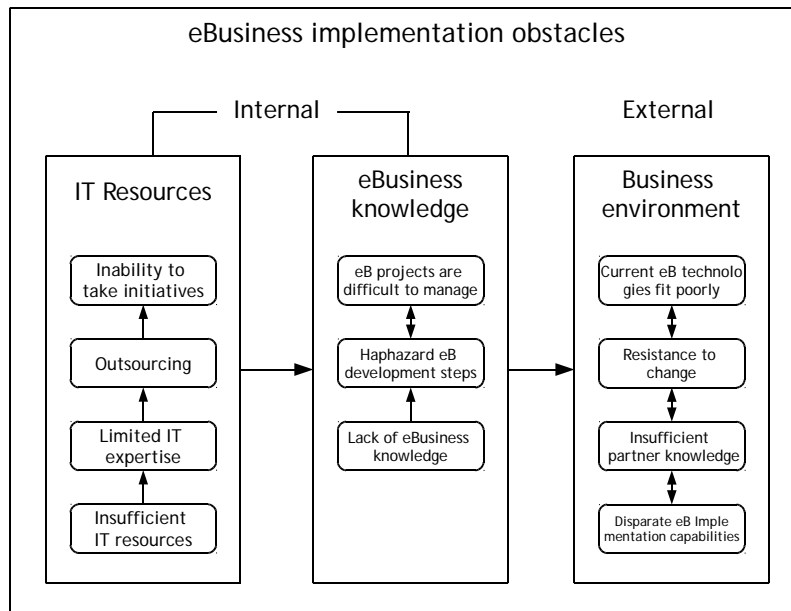 eBusiness implementation obstacles
Internal
External
IT Resources
Inability to
take initiatives
Outsourcing
Limited IT
expertise
Insufficient
IT resources
eBusiness
knowledge
eB projects are
difficult to manage
Haphazard eB
development steps
Lack of eBusiness
knowledge
Business
environment
Current eB technolo
gies fit poorly
Resistance to
change
Insufficient
partner knowledge
Disparate eB Imple
mentation capabilities